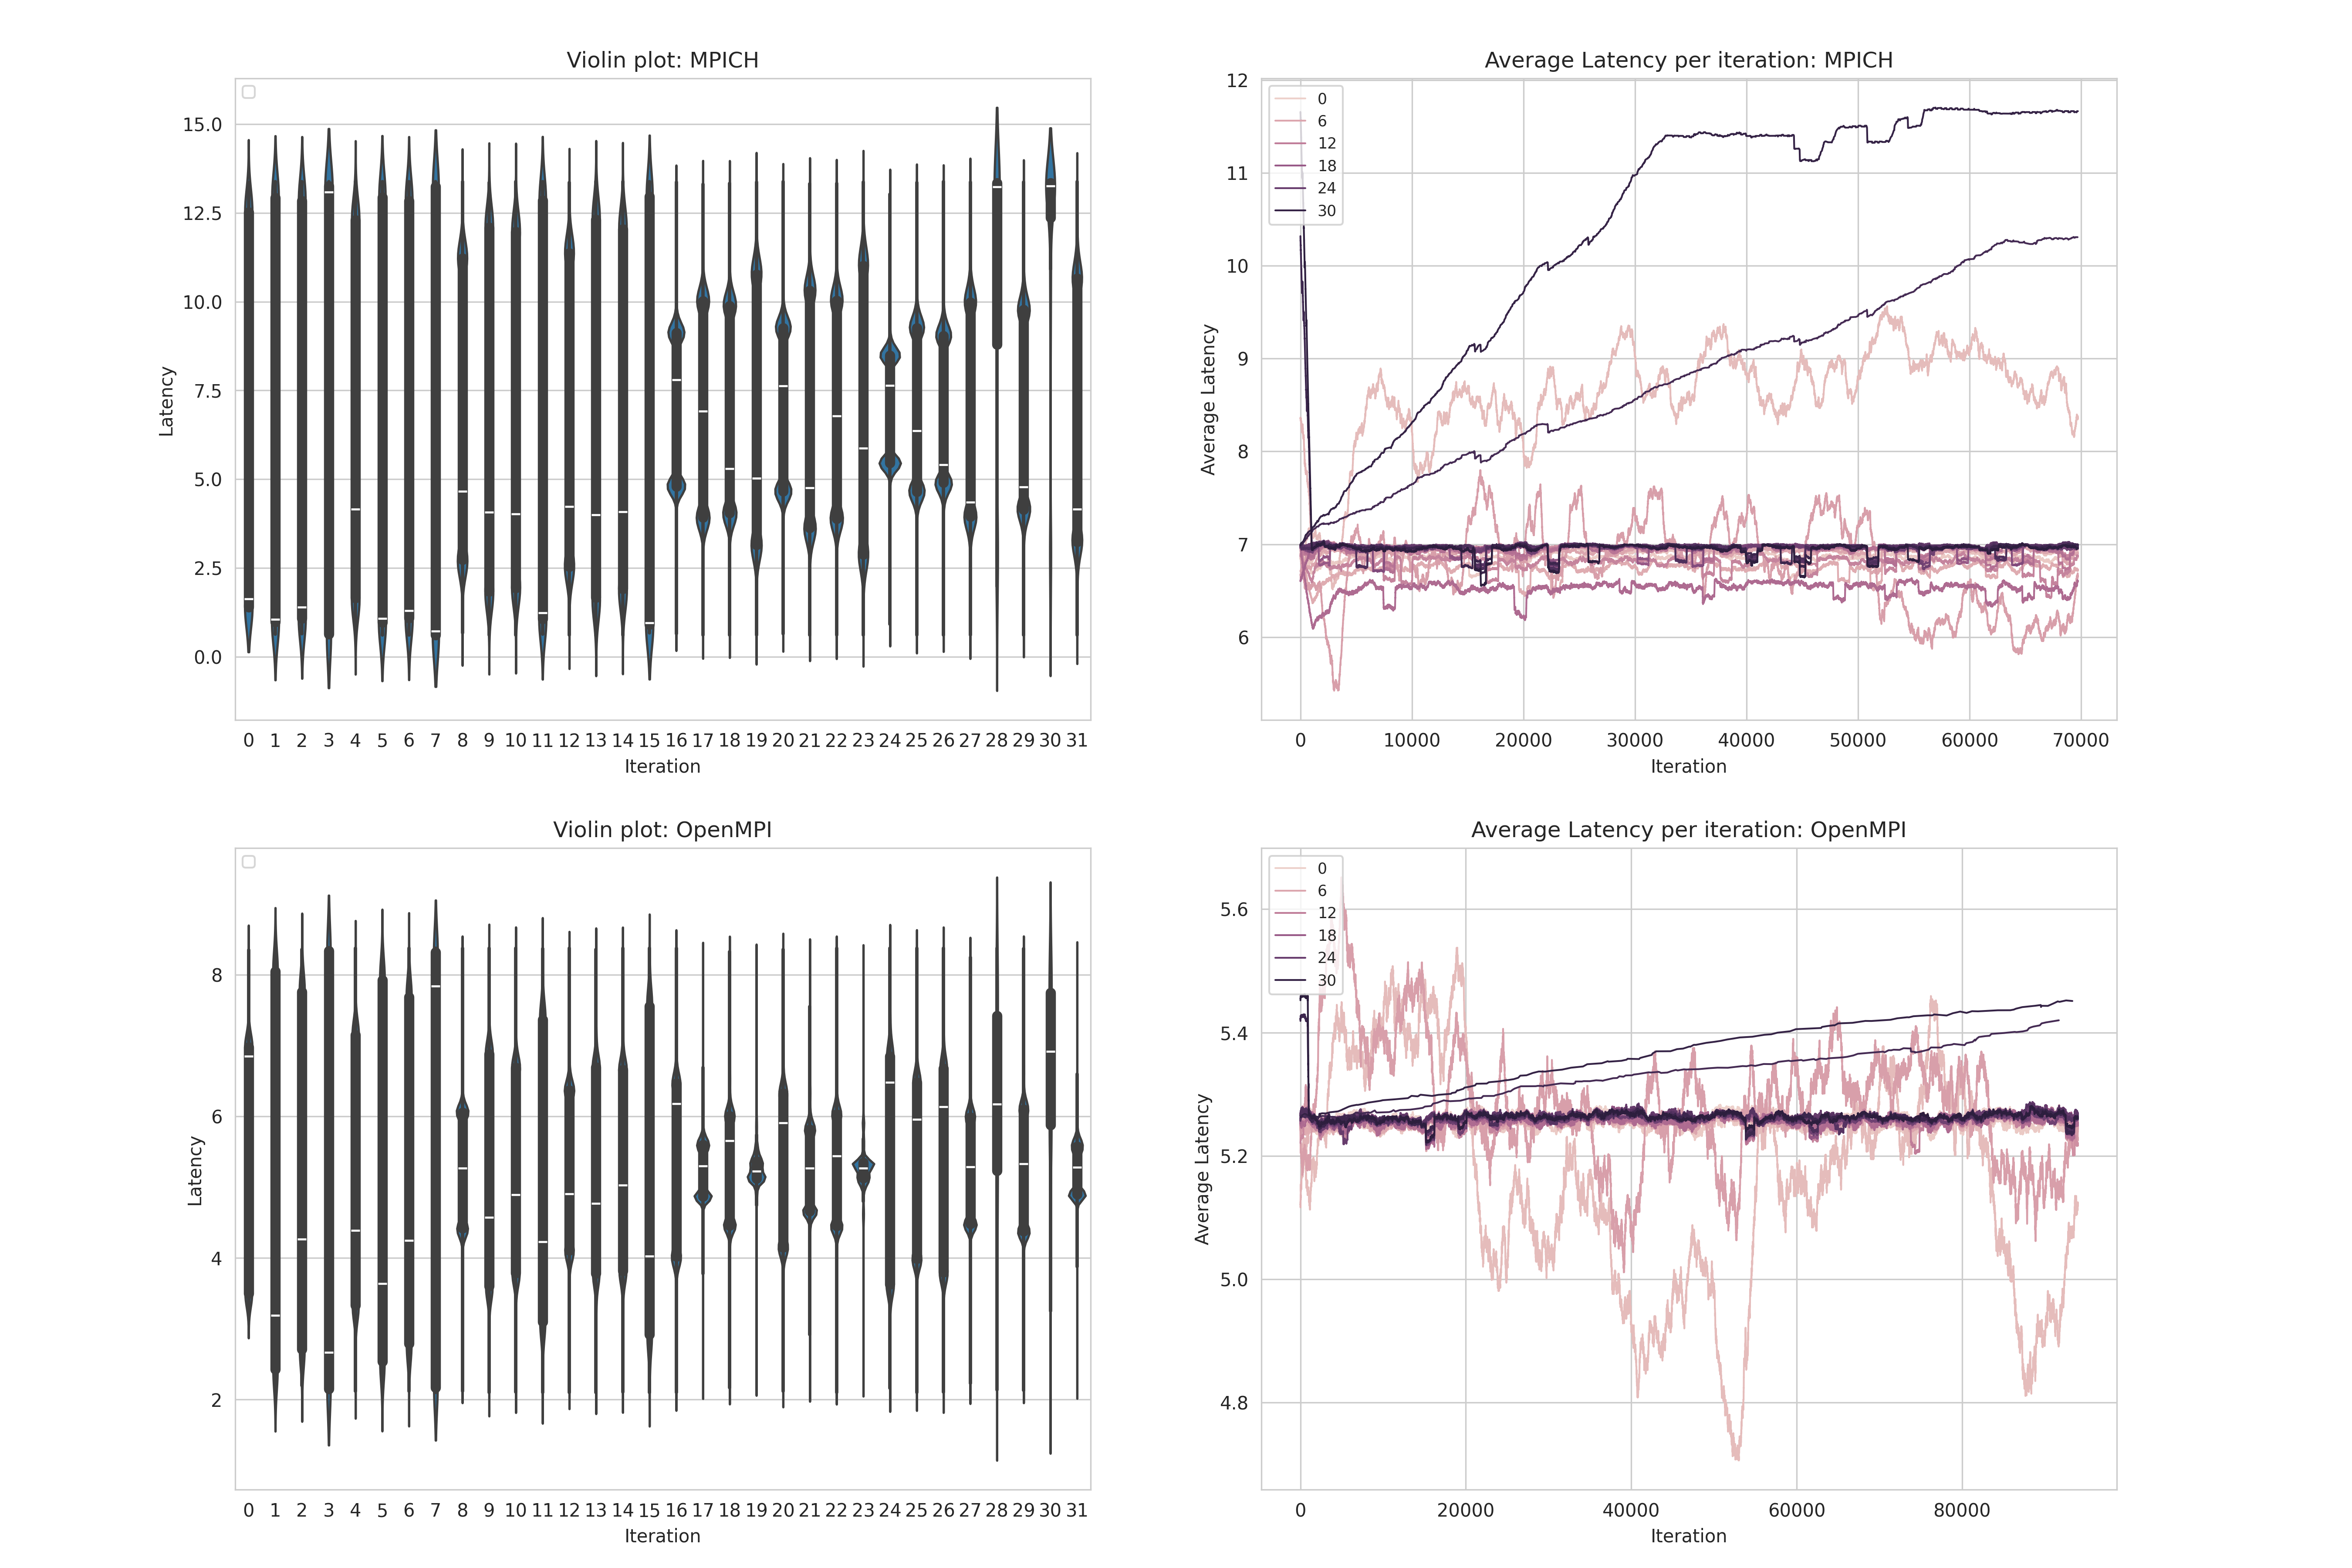 Violin plot: MPICH
15.0
12.5
10.0
7.5
5.0
2.5
0.0
Latency
0 1 2 3 4 5 6 7 8 9 10 11 12 13 14 15 16 17 18 19 20 21 22 23 24 25 26 27 28 29 30 31
Iteration
Average Latency per iteration: MPICH
0
6
12
18
24
30
12
11
10
9
8
7
6
Average Latency
0 10000 20000 30000 40000 50000 60000 70000
Iteration
Violin plot: OpenMPI
8
6
4
2
Latency
0 1 2 3 4 5 6 7 8 9 10 11 12 13 14 15 16 17 18 19 20 21 22 23 24 25 26 27 28 29 30 31
Iteration
Average Latency per iteration: OpenMPI
0
6
12
18
24
30
5.6
5.4
5.2
5.0
4.8
Average Latency
0 20000 40000 60000 80000
Iteration